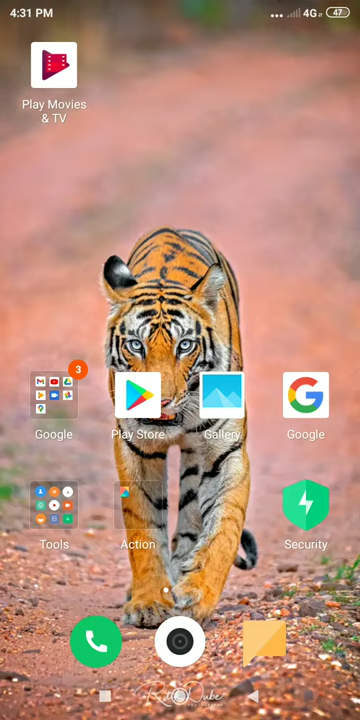 4:31 PM
4G
47
Play Movies
& TV
3
Google
Play Store
Gallery
Google
Tools
Action
Security